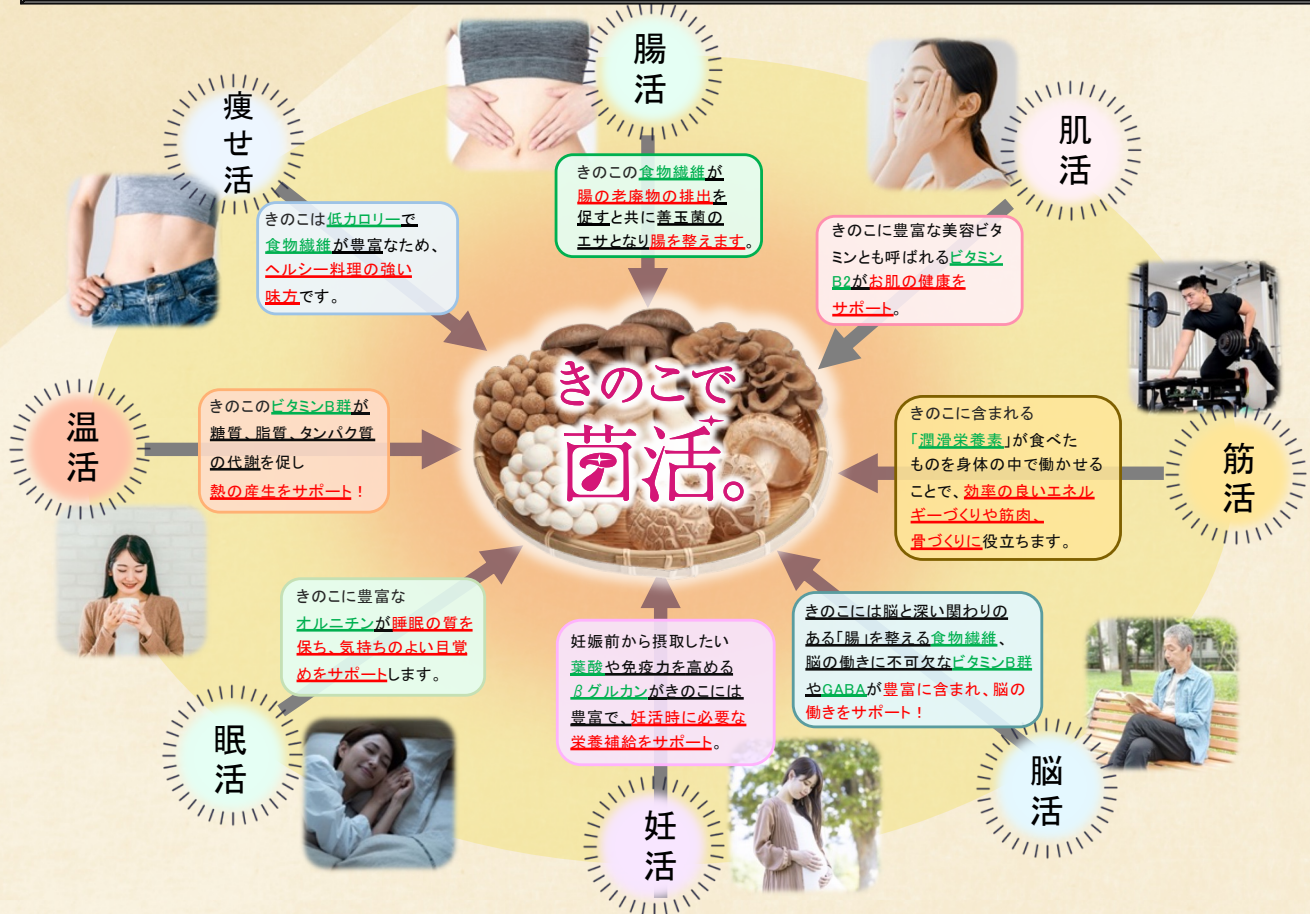 腸
活
きのこの食物繊維が
腸の老廃物の排出を
促すと共に善玉菌の
エサとなり腸を整えます。
肌
活
きのこに豊富な美容ビタ
ミンとも呼ばれるビタミン
B2がお肌の健康を
サポート。
筋
活
きのこに含まれる
「潤滑栄養素」が食べた
ものを身体の中で働かせる
ことで、効率の良いエネル
ギーづくりや筋肉、
骨づくりに役立ちます。
脳
活
きのこには脳と深い関わりの
ある「腸」を整える食物繊維、
脳の働きに不可欠なビタミンB群
やGABAが豊富に含まれ、脳の
働きをサポート！
妊
活
妊娠前から摂取したい
葉酸や免疫力を高める
βグルカンがきのこには
豊富で、妊活時に必要な
栄養補給をサポート。
眠
活
きのこに豊富な
オルニチンが睡眠の質を
保ち、気持ちのよい目覚
めをサポートします。
温
活
きのこのビタミンB群が
糖質、脂質、タンパク質
の代謝を促し
熱の産生をサポート！
痩
せ
活
きのこは低カロリーで
食物繊維が豊富なため、
ヘルシー料理の強い
味方です。
きのこで
菌活。